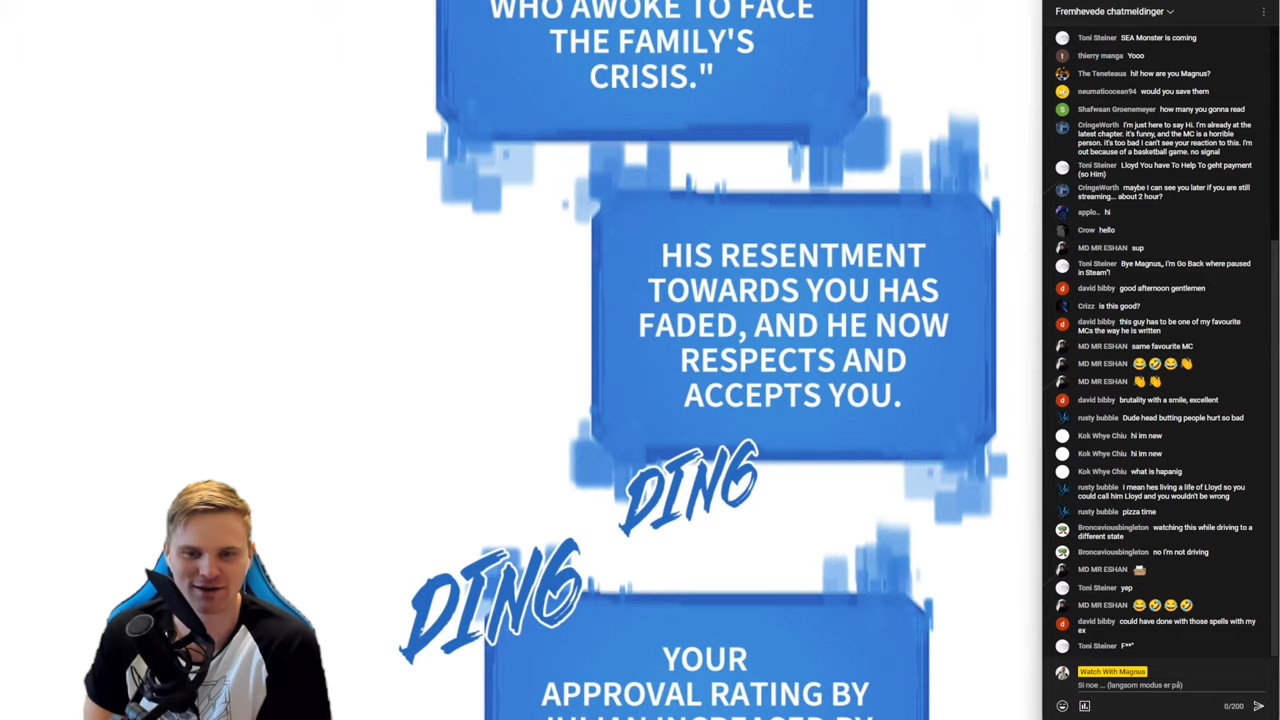 WHO AWOKE TO FACE
THE FAMILY'S
CRISIS."
HIS RESENTMENT
TOWARDS YOU HAS
FADED, AND HE NOW
RESPECTS AND
ACCEPTS YOU.
DING
DING
YOUR
APPROVAL RATING BY
JULIAN INCREASED BY
Fremhevede chatmeldinger
Toni Steiner SEA Monster is coming
thierry manga Yooo
The Teneteaua hi! how are you Magnus?
neumaticocean94 would you save them
Shafwaan Groenemeyer how many you gonna read
CringeWorth I'm just here to say Hi. I'm already at the
latest chapter. it's funny, and the MC is a horrible
person. it's too bad I can't see your reaction to this. I'm
out because of a basketball game. no signal
Toni Steiner Lloyd You have To Help To geht payment
(so Him)
CringeWorth maybe I can see you later if you are still
streaming... about 2 hour?
applo.. hi
Crow hello
MD MR ESHAN sup
Toni Steiner Bye Magnus,, I'm Go Back where paused
in Steam"!
david bibby good afternoon gentlemen
Crizz is this good?
david bibby this guy has to be one of my favourite
MCs the way he is written
MD MR ESHAN same favourite MC
MD MR ESHAN 😂🤣😂👏
MD MR ESHAN 👏👏
david bibby brutality with a smile, excellent
rusty bubble Dude head butting people hurt so bad
Kok Whye Chiu hi im new
Kok Whye Chiu hi im new
Kok Whye Chiu what is hapanig
rusty bubble I mean hes living a life of Lloyd so you
could call him Lloyd and you wouldn't be wrong
rusty bubble pizza time
Broncaviousbingleton watching this while driving to a
different state
Broncaviousbingleton no I'm not driving
MD MR ESHAN
Toni Steiner yep
MD MR ESHAN 😂🤣😂🤣
david bibby could have done with those spells with my
ex
Toni Steiner F**"
Watch With Magnus
Si noe ... (langsom modus er på)
0/200